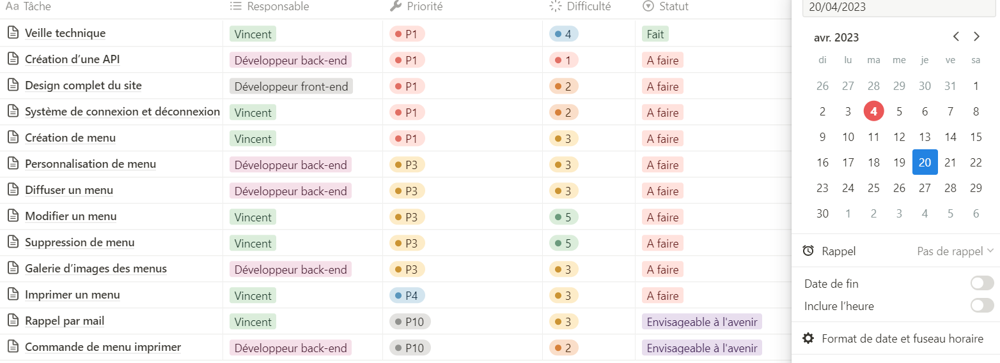 Aa Tâche Responsable Priorité Difficulté Statut
Veille technique Vincent P1 4 Fait
Création d’une API Développeur back-end P1 1 A faire
Design complet du site Développeur front-end P1 2 A faire
Système de connexion et déconnexion Vincent P1 2 A faire
Création de menu Vincent P1 3 A faire
Personnalisation de menu Développeur back-end P3 3 A faire
Diffuser un menu Développeur back-end P3 3 A faire
Modifier un menu Vincent P3 5 A faire
Suppression de menu Vincent P3 5 A faire
Galerie d’images des menus Développeur back-end P3 3 A faire
Imprimer un menu Vincent P4 3 A faire
Rappel par mail Vincent P10 3 Envisageable à l'avenir
Commande de menu imprimer Développeur back-end P10 2 Envisageable à l'avenir
20/04/2023
avr. 2023
di lu ma me je ve sa
26 27 28 29 30 31 1
2 3 4 5 6 7 8
9 10 11 12 13 14 15
16 17 18 19 20 21 22
23 24 25 26 27 28 29
30 1 2 3 4 5 6
Rappel Pas de rappel
Date de fin
Inclure l’heure
Format de date et fuseau horaire